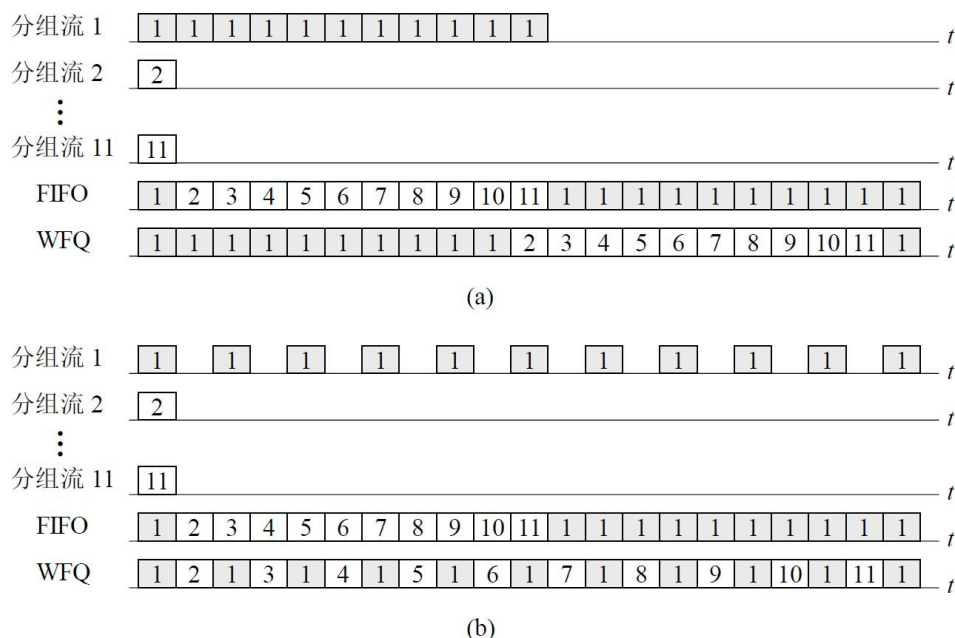 分组流 1 1 1 1 1 1 1 1 1 1 1 1 t
分组流 2 2 t
⋮
分组流 11 11 t
FIFO 1 2 3 4 5 6 7 8 9 10 11 1 1 1 1 1 1 1 1 1 1 t
WFQ 1 1 1 1 1 1 1 1 1 1 2 3 4 5 6 7 8 9 10 11 1 t
(a)
分组流 1 1 1 1 1 1 1 1 1 1 1 1 t
分组流 2 2 t
⋮
分组流 11 11 t
FIFO 1 2 3 4 5 6 7 8 9 10 11 1 1 1 1 1 1 1 1 1 1 t
WFQ 1 2 1 3 1 4 1 5 1 6 1 7 1 8 1 9 1 10 1 11 1 t
(b)